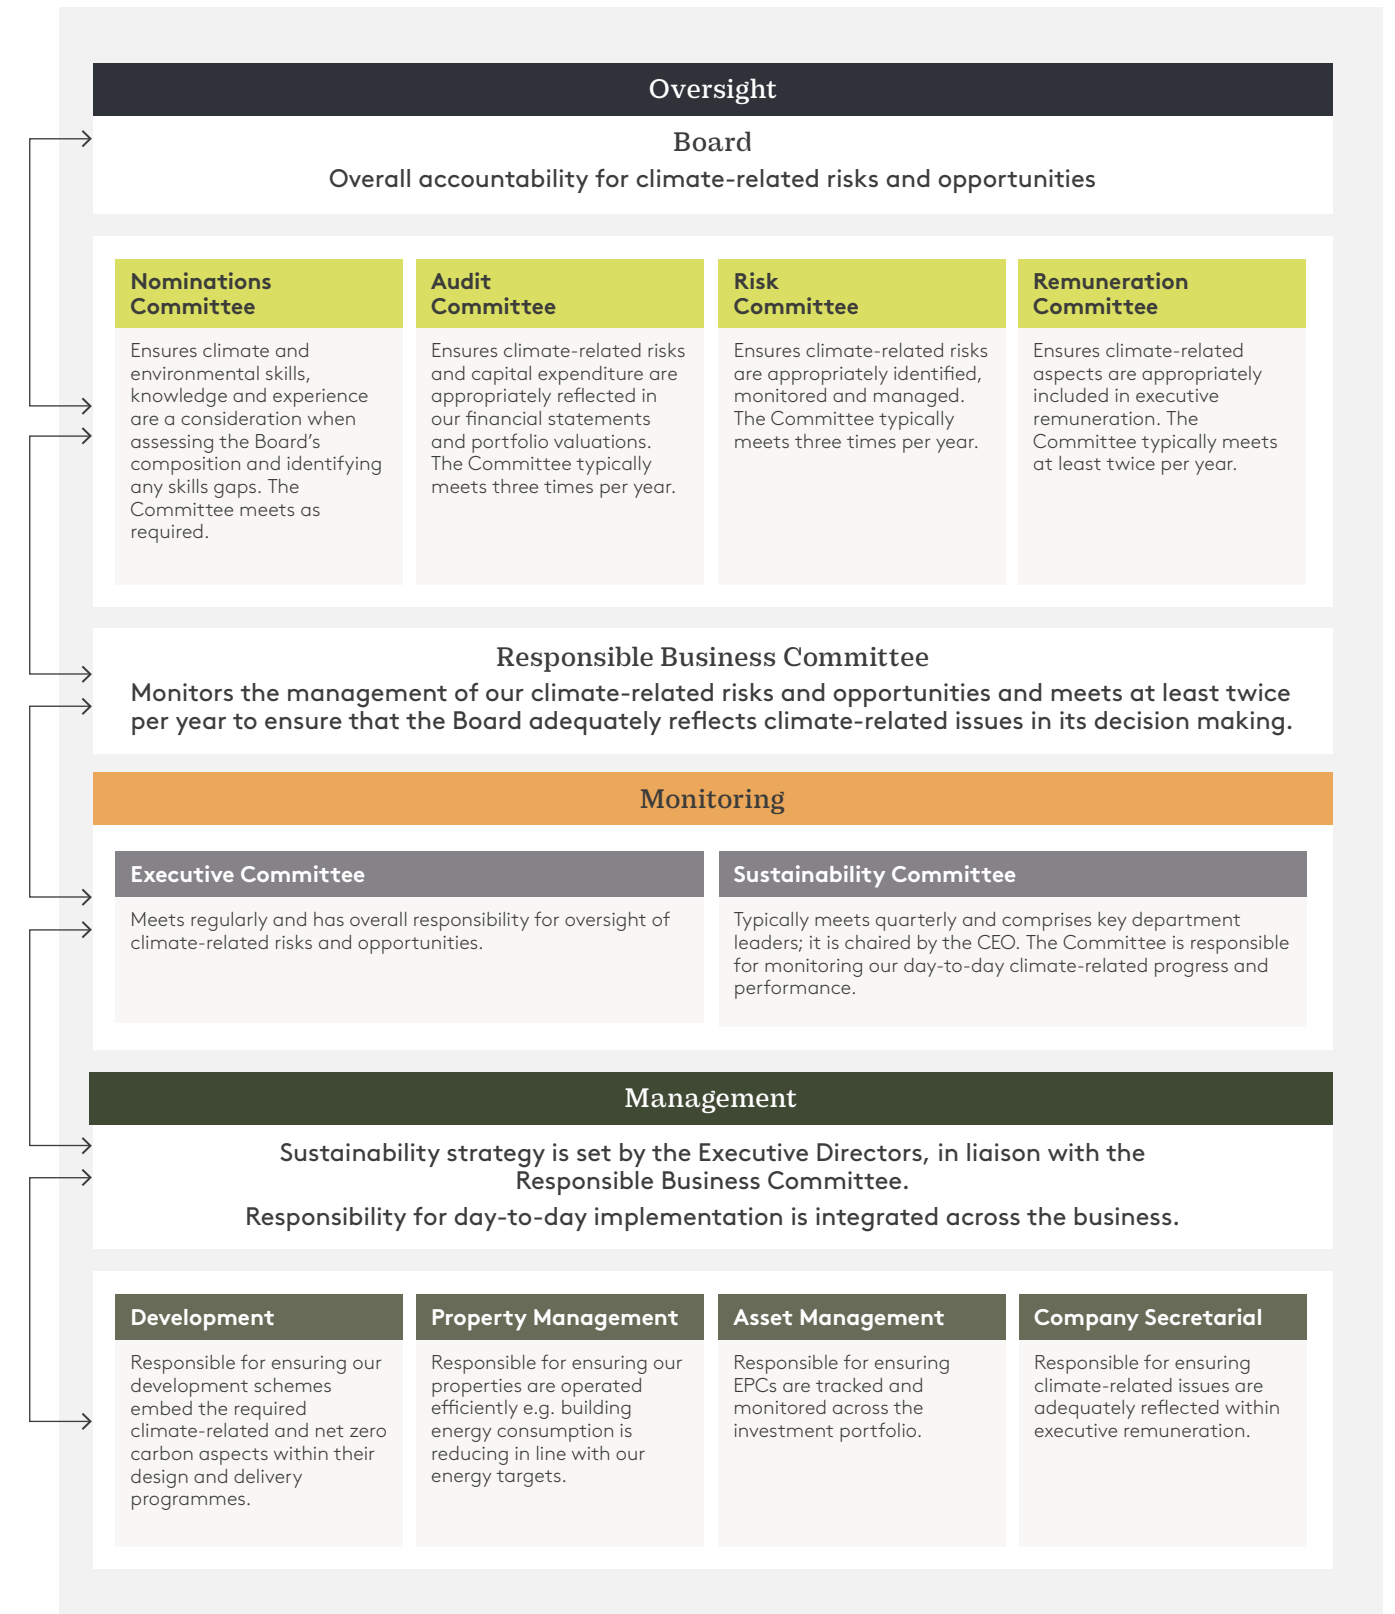 Oversight
Board
Overall accountability for climate-related risks and opportunities
Nominations
Committee
Ensures climate and
environmental skills,
knowledge and experience
are a consideration when
assessing the Board’s
composition and identifying
any skills gaps. The
Committee meets as
required.
Audit
Committee
Ensures climate-related risks
and capital expenditure are
appropriately reflected in
our financial statements
and portfolio valuations.
The Committee typically
meets three times per year.
Risk
Committee
Ensures climate-related risks
are appropriately identified,
monitored and managed.
The Committee typically
meets three times per year.
Remuneration
Committee
Ensures climate-related
aspects are appropriately
included in executive
remuneration. The
Committee typically meets
at least twice per year.
Responsible Business Committee
Monitors the management of our climate-related risks and opportunities and meets at least twice
per year to ensure that the Board adequately reflects climate-related issues in its decision making.
Monitoring
Executive Committee
Meets regularly and has overall responsibility for oversight of
climate-related risks and opportunities.
Sustainability Committee
Typically meets quarterly and comprises key department
leaders; it is chaired by the CEO. The Committee is responsible
for monitoring our day-to-day climate-related progress and
performance.
Management
Sustainability strategy is set by the Executive Directors, in liaison with the
Responsible Business Committee.
Responsibility for day-to-day implementation is integrated across the business.
Development
Responsible for ensuring our
development schemes
embed the required
climate-related and net zero
carbon aspects within their
design and delivery
programmes.
Property Management
Responsible for ensuring our
properties are operated
efficiently e.g. building
energy consumption is
reducing in line with our
energy targets.
Asset Management
Responsible for ensuring
EPCs are tracked and
monitored across the
investment portfolio.
Company Secretarial
Responsible for ensuring
climate-related issues are
adequately reflected within
executive remuneration.